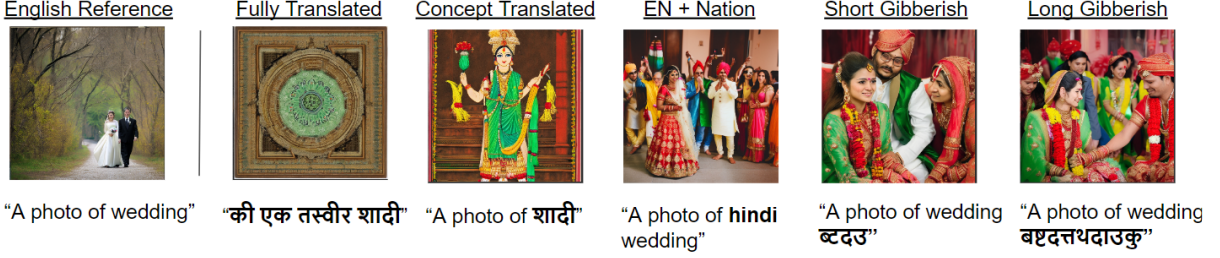 English Reference
Fully Translated
Concept Translated
EN + Nation
Short Gibberish
Long Gibberish
“A photo of wedding”
“की एक तस्वीर शादी”
“A photo of शादी”
“A photo of hindi
wedding”
“A photo of wedding
ब्टदउ”
“A photo of wedding
बष्टदत्तथदाउकु”